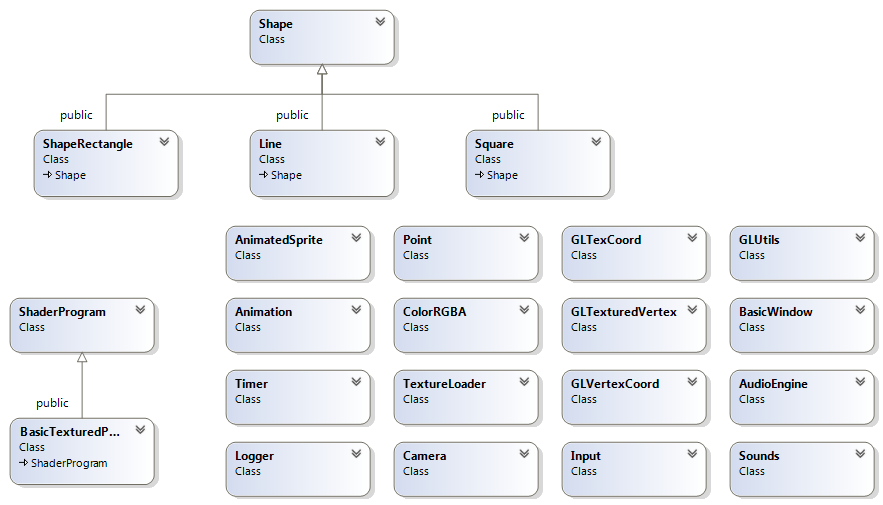 Shape
Class
public
public
public
ShapeRectangle
Class
Shape
Line
Class
Shape
Square
Class
Shape
AnimatedSprite
Class
Point
Class
GLTexCoord
Class
GLUtils
Class
ShaderProgram
Class
Animation
Class
ColorRGBA
Class
GLTexturedVertex
Class
BasicWindow
Class
Timer
Class
TextureLoader
Class
GLVertexCoord
Class
AudioEngine
Class
public
BasicTexturedP...
Class
ShaderProgram
Logger
Class
Camera
Class
Input
Class
Sounds
Class